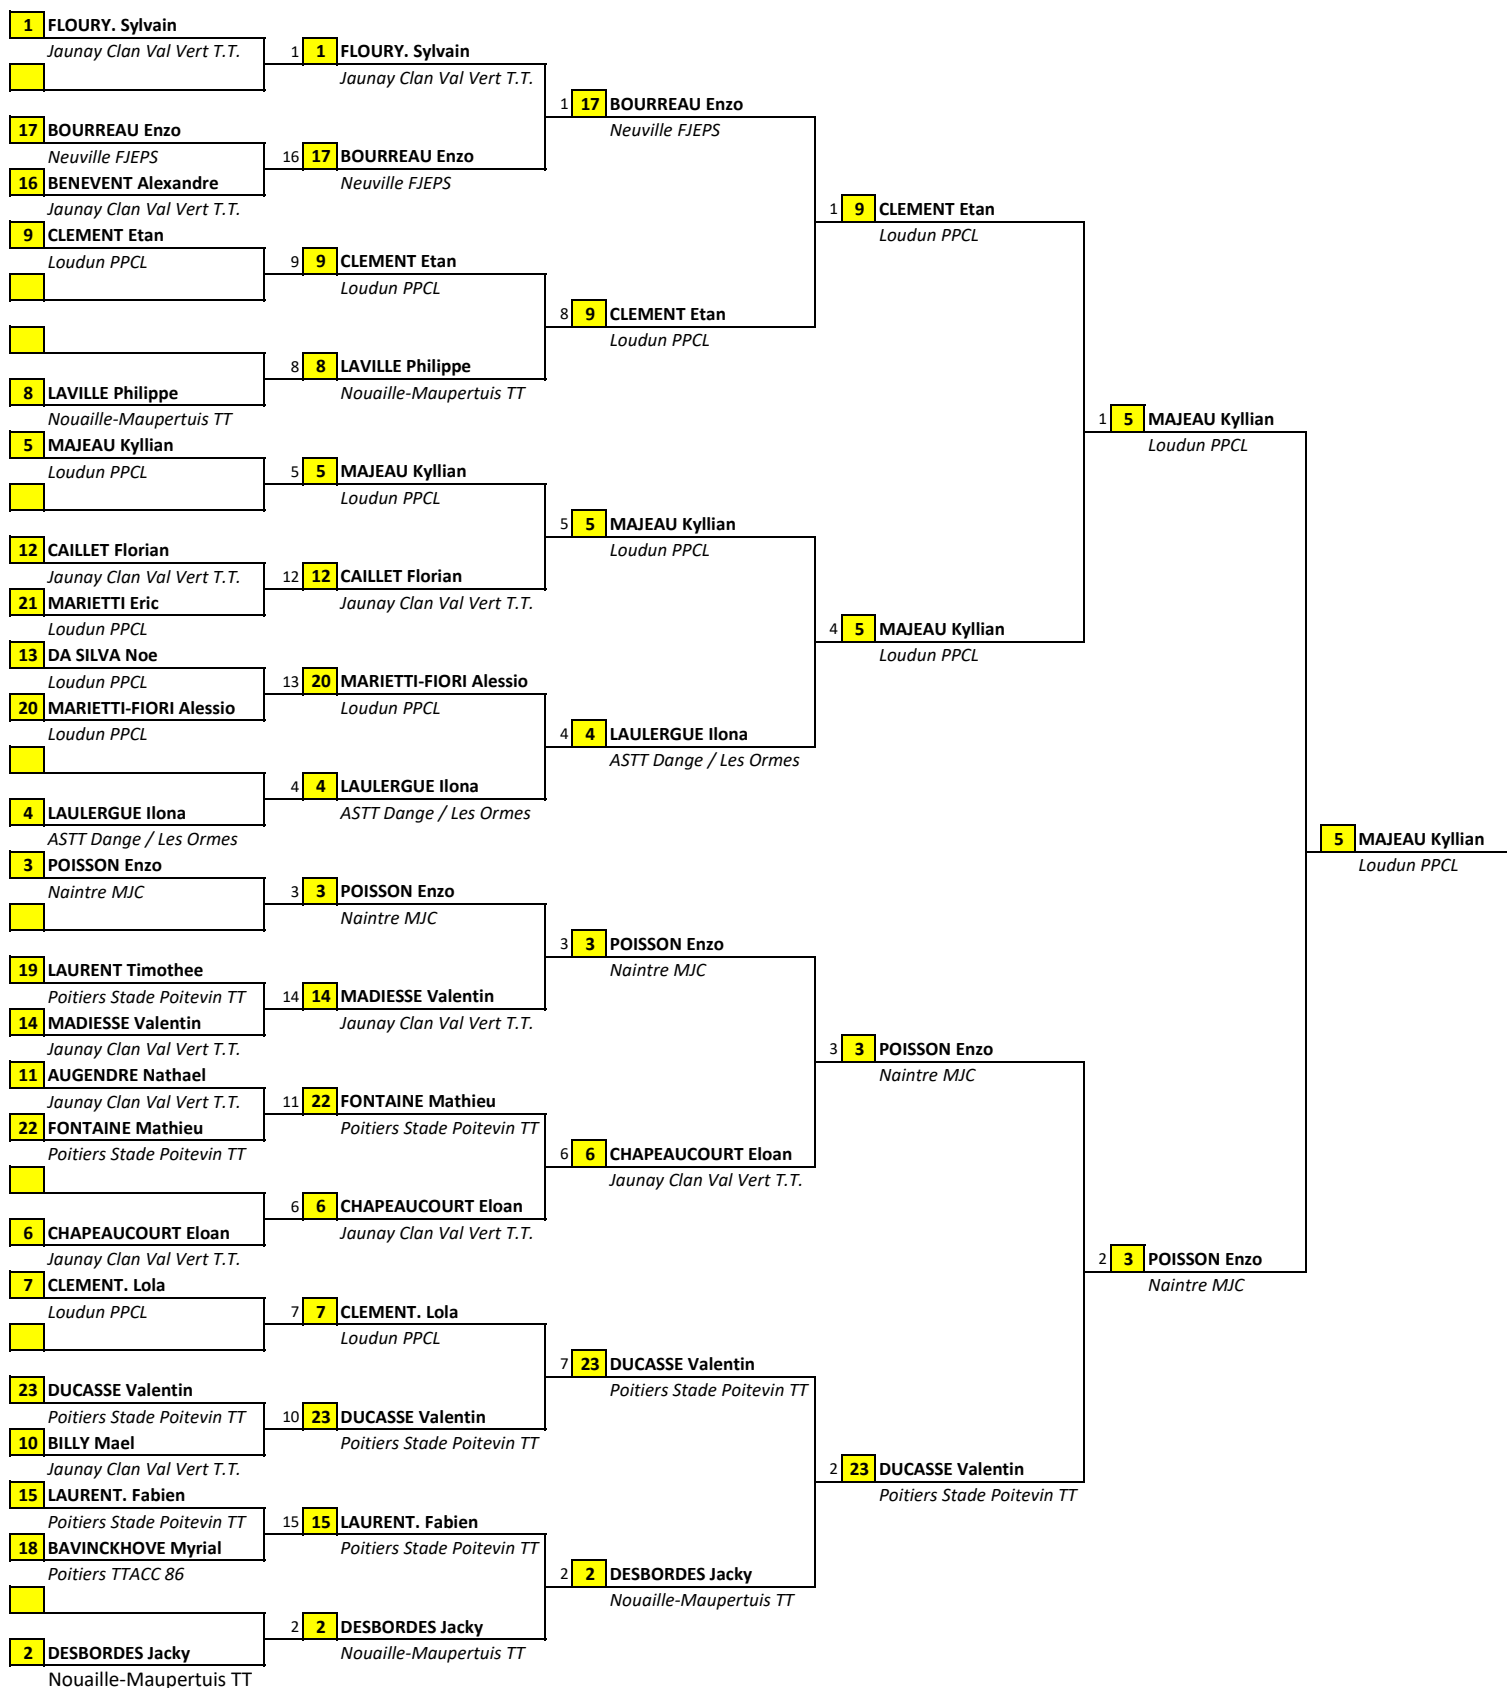 1 FLOURY. Sylvain
Jaunay Clan Val Vert T.T.
17 BOURREAU Enzo
Neuville FJEPS
16 BENEVENT Alexandre
Jaunay Clan Val Vert T.T.
9 CLEMENT Etan
Loudun PPCL
8 LAVILLE Philippe
Nouaille-Maupertuis TT
5 MAJEAU Kyllian
Loudun PPCL
12 CAILLET Florian
Jaunay Clan Val Vert T.T.
21 MARIETTI Eric
Loudun PPCL
13 DA SILVA Noe
Loudun PPCL
20 MARIETTI-FIORI Alessio
Loudun PPCL
4 LAULERGUE Ilona
ASTT Dange / Les Ormes
3 POISSON Enzo
Naintre MJC
19 LAURENT Timothee
Poitiers Stade Poitevin TT
14 MADIESSE Valentin
Jaunay Clan Val Vert T.T.
11 AUGENDRE Nathael
Jaunay Clan Val Vert T.T.
22 FONTAINE Mathieu
Poitiers Stade Poitevin TT
6 CHAPEAUCOURT Eloan
Jaunay Clan Val Vert T.T.
7 CLEMENT. Lola
Loudun PPCL
23 DUCASSE Valentin
Poitiers Stade Poitevin TT
10 BILLY Mael
Jaunay Clan Val Vert T.T.
15 LAURENT. Fabien
Poitiers Stade Poitevin TT
18 BAVINCKHOVE Myrial
Poitiers TTACC 86
2 DESBORDES Jacky
Nouaille-Maupertuis TT
1 1 FLOURY. Sylvain
Jaunay Clan Val Vert T.T.
16 17 BOURREAU Enzo
Neuville FJEPS
9 9 CLEMENT Etan
Loudun PPCL
8 8 LAVILLE Philippe
Nouaille-Maupertuis TT
5 5 MAJEAU Kyllian
Loudun PPCL
12 12 CAILLET Florian
Jaunay Clan Val Vert T.T.
13 20 MARIETTI-FIORI Alessio
Loudun PPCL
4 4 LAULERGUE Ilona
ASTT Dange / Les Ormes
3 3 POISSON Enzo
Naintre MJC
14 14 MADIESSE Valentin
Jaunay Clan Val Vert T.T.
11 22 FONTAINE Mathieu
Poitiers Stade Poitevin TT
6 6 CHAPEAUCOURT Eloan
Jaunay Clan Val Vert T.T.
7 7 CLEMENT. Lola
Loudun PPCL
10 23 DUCASSE Valentin
Poitiers Stade Poitevin TT
15 15 LAURENT. Fabien
Poitiers Stade Poitevin TT
2 2 DESBORDES Jacky
Nouaille-Maupertuis TT
1 17 BOURREAU Enzo
Neuville FJEPS
8 9 CLEMENT Etan
Loudun PPCL
5 5 MAJEAU Kyllian
Loudun PPCL
4 4 LAULERGUE Ilona
ASTT Dange / Les Ormes
3 3 POISSON Enzo
Naintre MJC
6 6 CHAPEAUCOURT Eloan
Jaunay Clan Val Vert T.T.
7 23 DUCASSE Valentin
Poitiers Stade Poitevin TT
2 2 DESBORDES Jacky
Nouaille-Maupertuis TT
1 9 CLEMENT Etan
Loudun PPCL
4 5 MAJEAU Kyllian
Loudun PPCL
3 3 POISSON Enzo
Naintre MJC
2 23 DUCASSE Valentin
Poitiers Stade Poitevin TT
1 5 MAJEAU Kyllian
Loudun PPCL
2 3 POISSON Enzo
Naintre MJC
5 MAJEAU Kyllian
Loudun PPCL